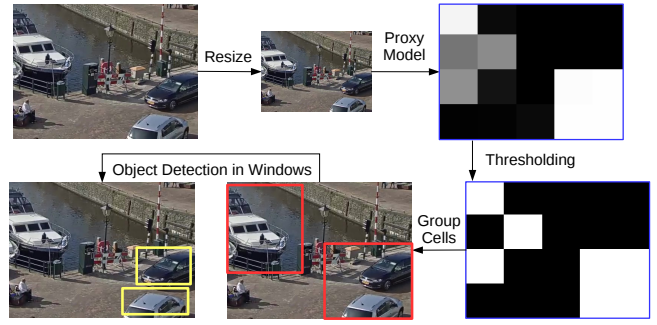 Resize
Proxy
Model
Thresholding
Object Detection in Windows
Group
Cells